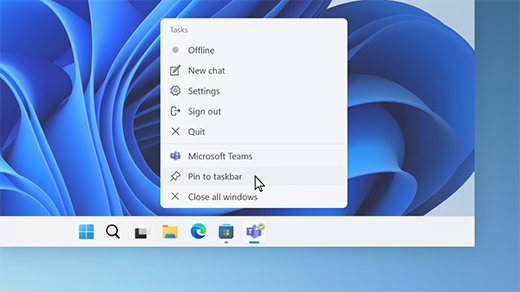 Tasks
Offline
New chat
Settings
Sign out
Quit
Microsoft Teams
Pin to taskbar
Close all windows